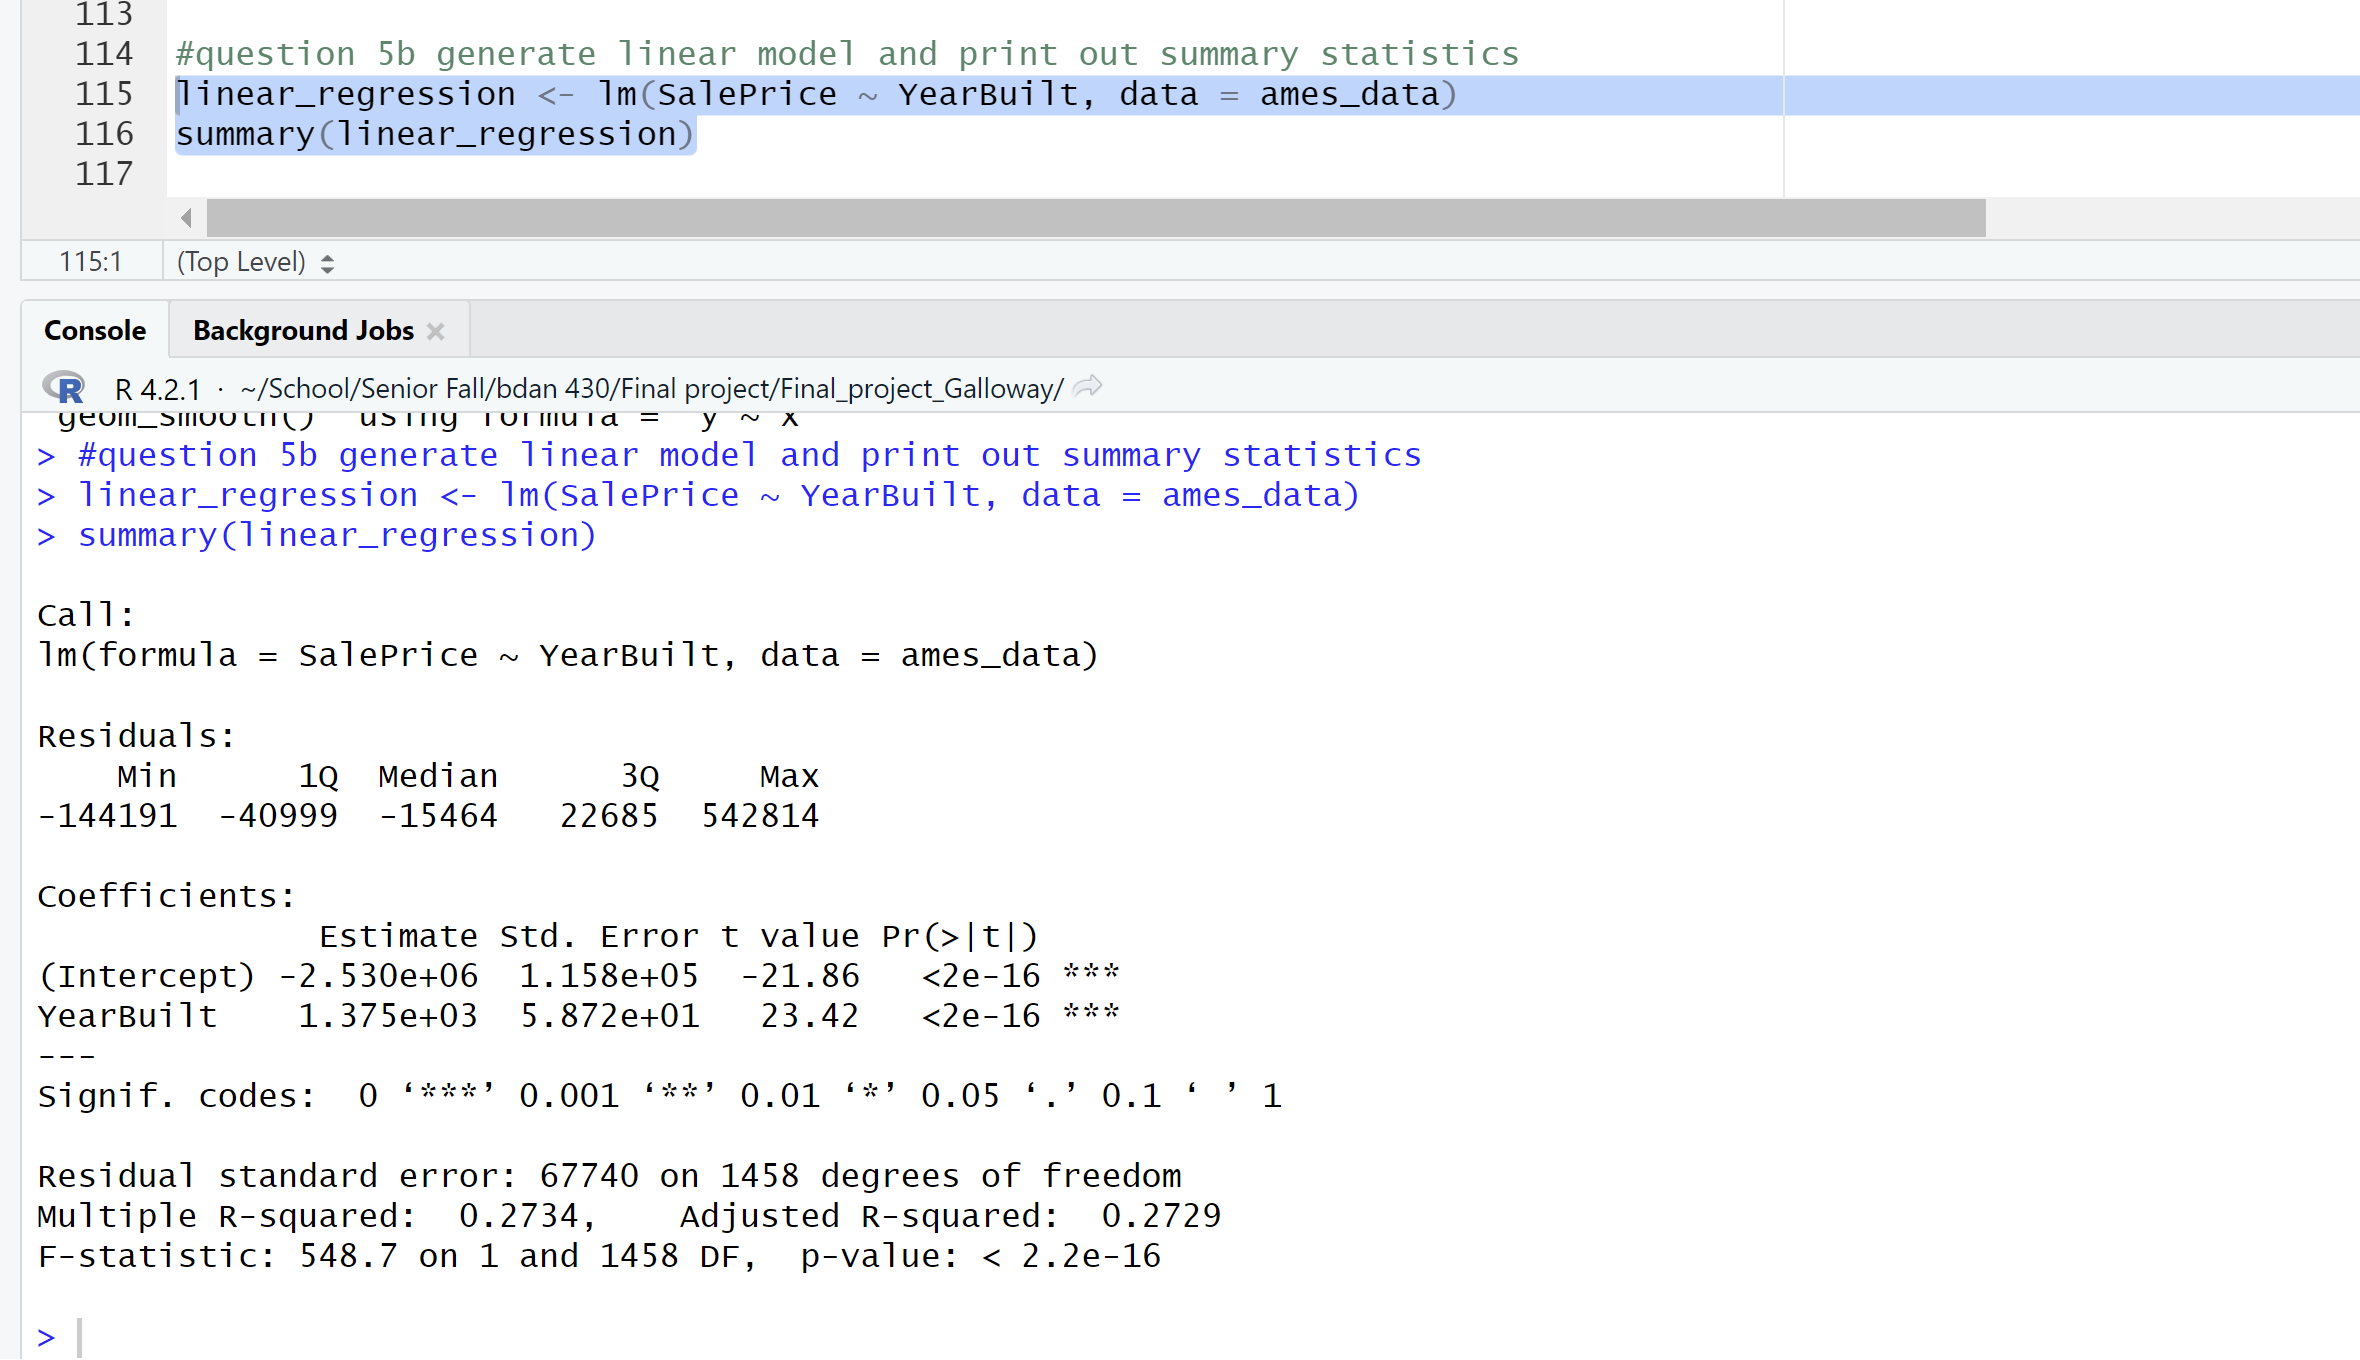 113
114 #question 5b generate linear model and print out summary statistics
115 linear_regression <- lm(SalePrice ~ YearBuilt, data = ames_data)
116 summary(linear_regression)
117
115:1 (Top Level)
Console Background Jobs
R R 4.2.1 · ~/School/Senior Fall/bdan 430/Final project/Final_project_Galloway/
geom_smooth() using formula = y ~ x
> #question 5b generate linear model and print out summary statistics
> linear_regression <- lm(SalePrice ~ YearBuilt, data = ames_data)
> summary(linear_regression)
Call:
lm(formula = SalePrice ~ YearBuilt, data = ames_data)
Residuals:
    Min      1Q  Median      3Q     Max
-144191  -40999  -15464   22685  542814
Coefficients:
              Estimate Std. Error t value Pr(>|t|)
(Intercept) -2.530e+06  1.158e+05  -21.86   <2e-16 ***
YearBuilt    1.375e+03  5.872e+01   23.42   <2e-16 ***
---
Signif. codes:  0 ‘***’ 0.001 ‘**’ 0.01 ‘*’ 0.05 ‘.’ 0.1 ‘ ’ 1
Residual standard error: 67740 on 1458 degrees of freedom
Multiple R-squared:  0.2734,    Adjusted R-squared:  0.2729
F-statistic: 548.7 on 1 and 1458 DF,  p-value: < 2.2e-16
>